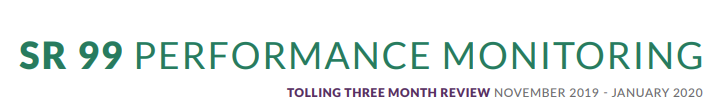 SR 99 PERFORMANCE MONITORING
TOLLING THREE MONTH REVIEW NOVEMBER 2019 - JANUARY 2020